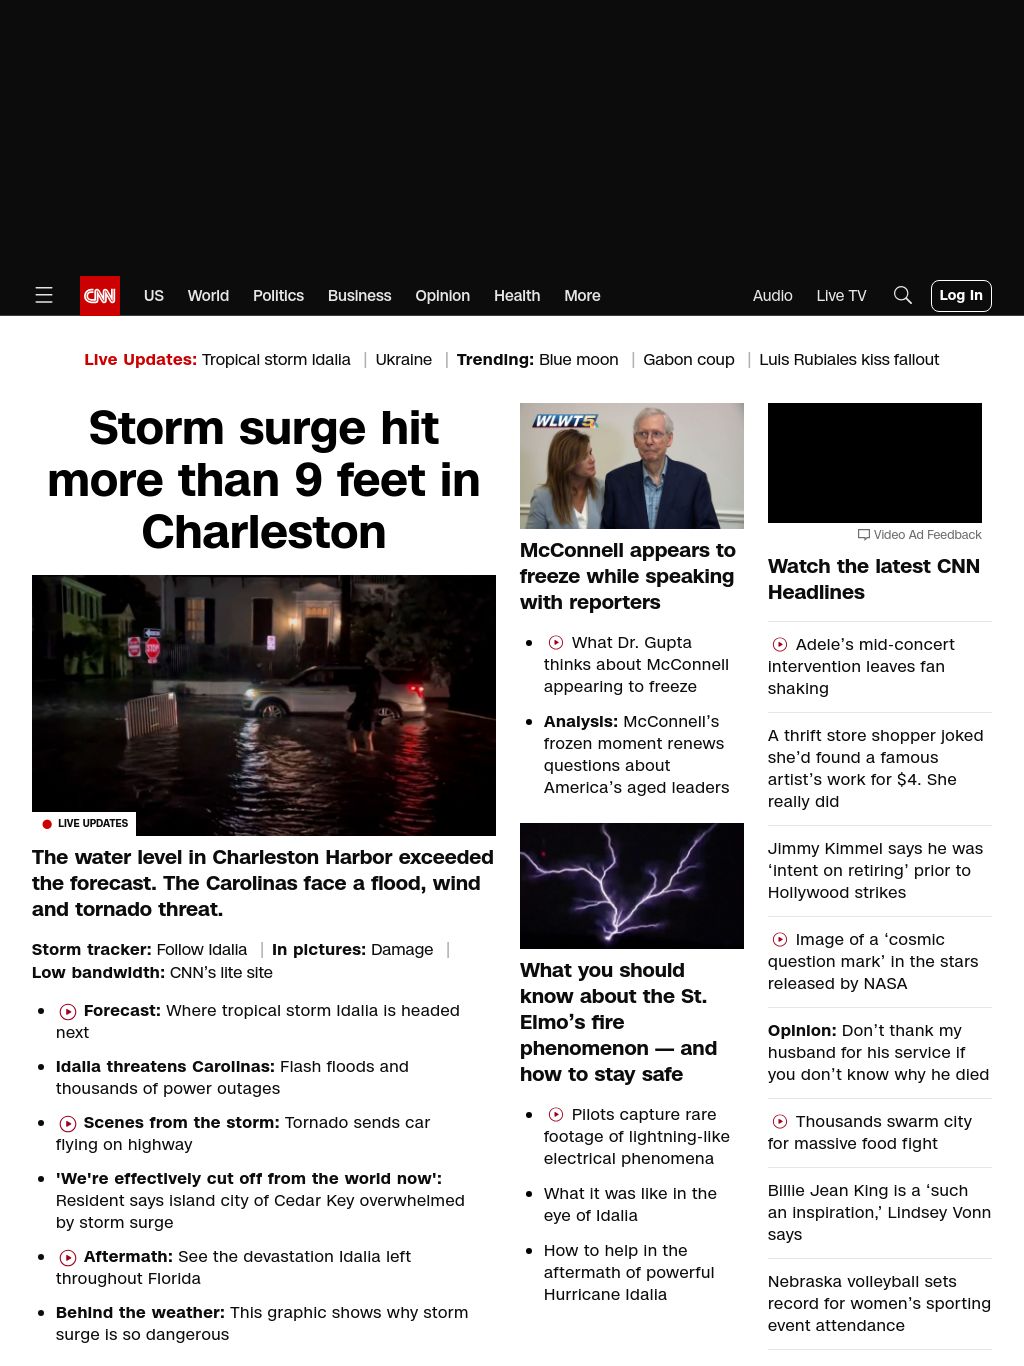 CNN
US World Politics Business Opinion Health More
Audio Live TV Log In
Live Updates: Tropical storm Idalia | Ukraine | Trending: Blue moon | Gabon coup | Luis Rubiales kiss fallout
Storm surge hit
more than 9 feet in
Charleston
STOP
LIVE UPDATES
The water level in Charleston Harbor exceeded
the forecast. The Carolinas face a flood, wind
and tornado threat.
Storm tracker: Follow Idalia | In pictures: Damage |
Low bandwidth: CNN’s lite site
Forecast: Where tropical storm Idalia is headed
next
Idalia threatens Carolinas: Flash floods and
thousands of power outages
Scenes from the storm: Tornado sends car
flying on highway
'We're effectively cut off from the world now':
Resident says island city of Cedar Key overwhelmed
by storm surge
Aftermath: See the devastation Idalia left
throughout Florida
Behind the weather: This graphic shows why storm
surge is so dangerous
WLWT5
McConnell appears to
freeze while speaking
with reporters
What Dr. Gupta
thinks about McConnell
appearing to freeze
Analysis: McConnell’s
frozen moment renews
questions about
America’s aged leaders
What you should
know about the St.
Elmo’s fire
phenomenon — and
how to stay safe
Pilots capture rare
footage of lightning-like
electrical phenomena
What it was like in the
eye of Idalia
How to help in the
aftermath of powerful
Hurricane Idalia
Video Ad Feedback
Watch the latest CNN
Headlines
Adele’s mid-concert
intervention leaves fan
shaking
A thrift store shopper joked
she’d found a famous
artist’s work for $4. She
really did
Jimmy Kimmel says he was
‘intent on retiring’ prior to
Hollywood strikes
Image of a ‘cosmic
question mark’ in the stars
released by NASA
Opinion: Don’t thank my
husband for his service if
you don’t know why he died
Thousands swarm city
for massive food fight
Billie Jean King is a ‘such
an inspiration,’ Lindsey Vonn
says
Nebraska volleyball sets
record for women’s sporting
event attendance